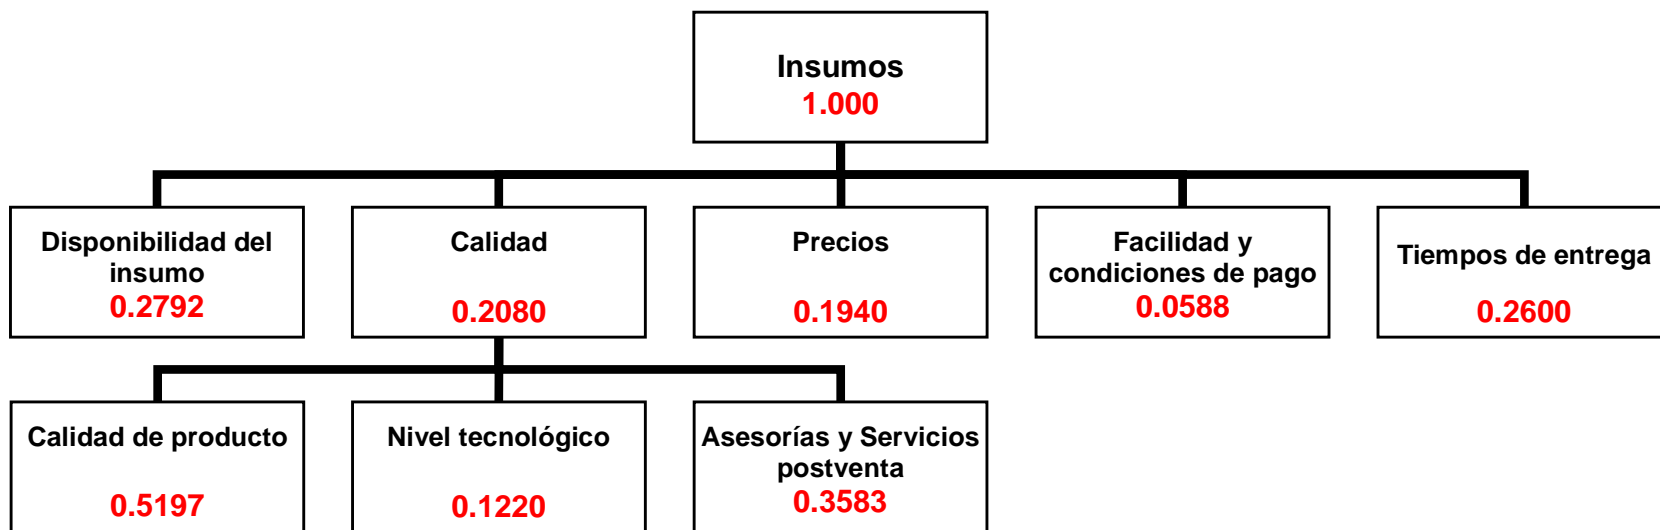 Insumos
1.000
Disponibilidad del
insumo
0.2792
Calidad
0.2080
Precios
0.1940
Facilidad y
condiciones de pago
0.0588
Tiempos de entrega
0.2600
Calidad de producto
0.5197
Nivel tecnológico
0.1220
Asesorías y Servicios
postventa
0.3583